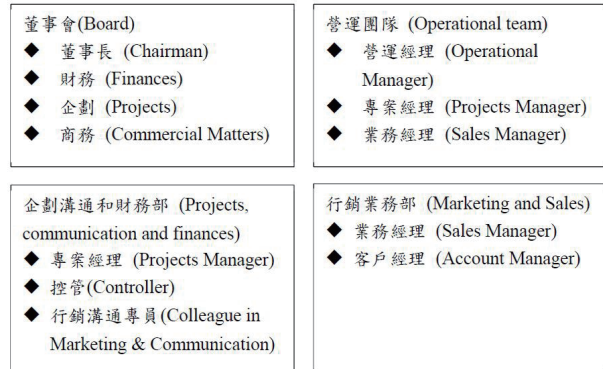 董事會(Board)
◆ 董事長 (Chairman)
◆ 財務 (Finances)
◆ 企劃 (Projects)
◆ 商務 (Commercial Matters)
營運團隊 (Operational team)
◆ 營運經理 (Operational
Manager)
◆ 專案經理 (Projects Manager)
◆ 業務經理 (Sales Manager)
企劃溝通和財務部 (Projects,
communication and finances)
◆ 專案經理 (Projects Manager)
◆ 控管(Controller)
◆ 行銷溝通專員(Colleague in
Marketing & Communication)
行銷業務部 (Marketing and Sales)
◆ 業務經理 (Sales Manager)
◆ 客戶經理 (Account Manager)